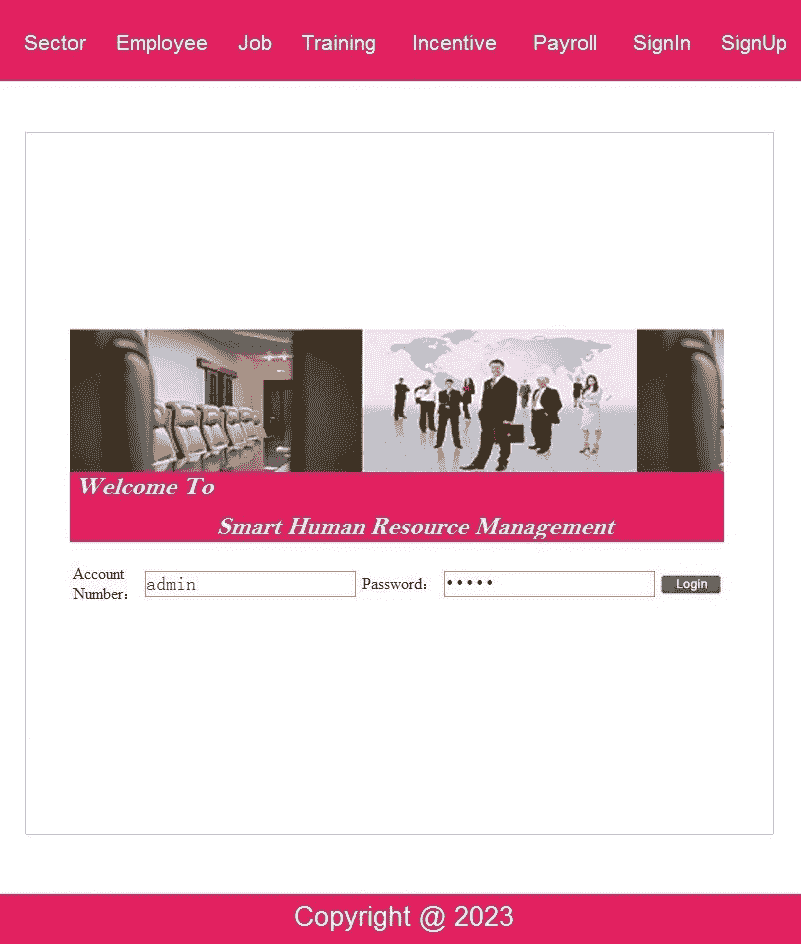 Sector Employee Job Training Incentive Payroll SignIn SignUp
Welcome To
Smart Human Resource Management
Account
Number： admin Password： ••••• Login
Copyright @ 2023